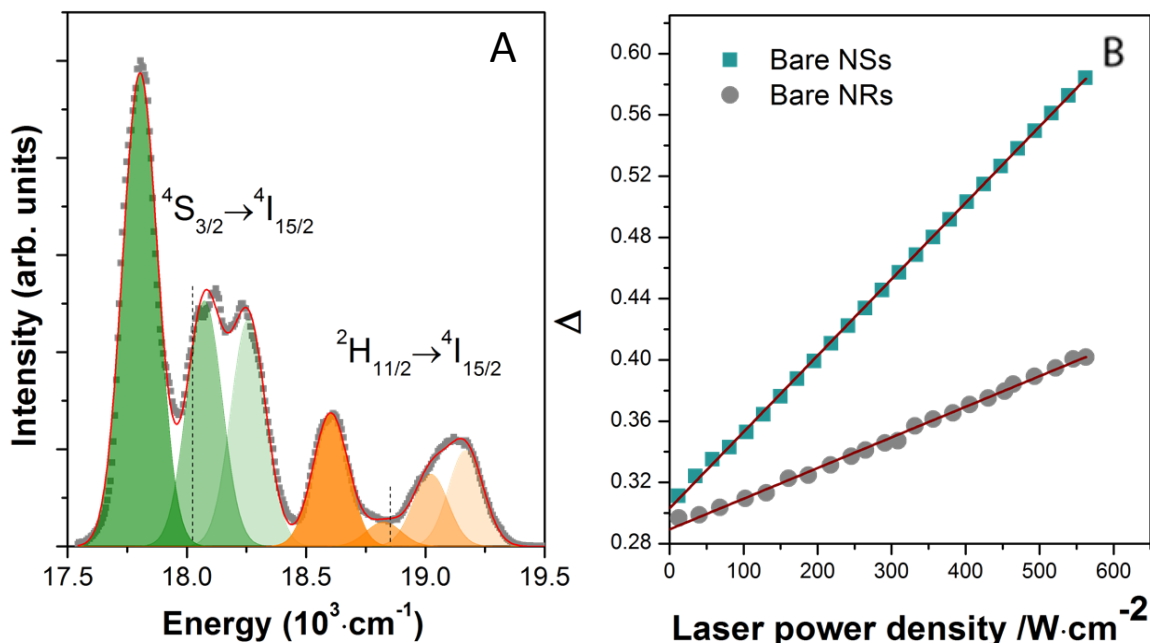 A
⁴S₃/₂→⁴I₁₅/₂
²H₁₁/₂→⁴I₁₅/₂
Intensity (arb. units)
17.5 18.0 18.5 19.0 19.5
Energy (10³·cm⁻¹)
B
Bare NSs
Bare NRs
0.60
0.56
0.52
0.48
0.44
0.40
0.36
0.32
0.28
Δ
0 100 200 300 400 500 600
Laser power density /W·cm⁻²